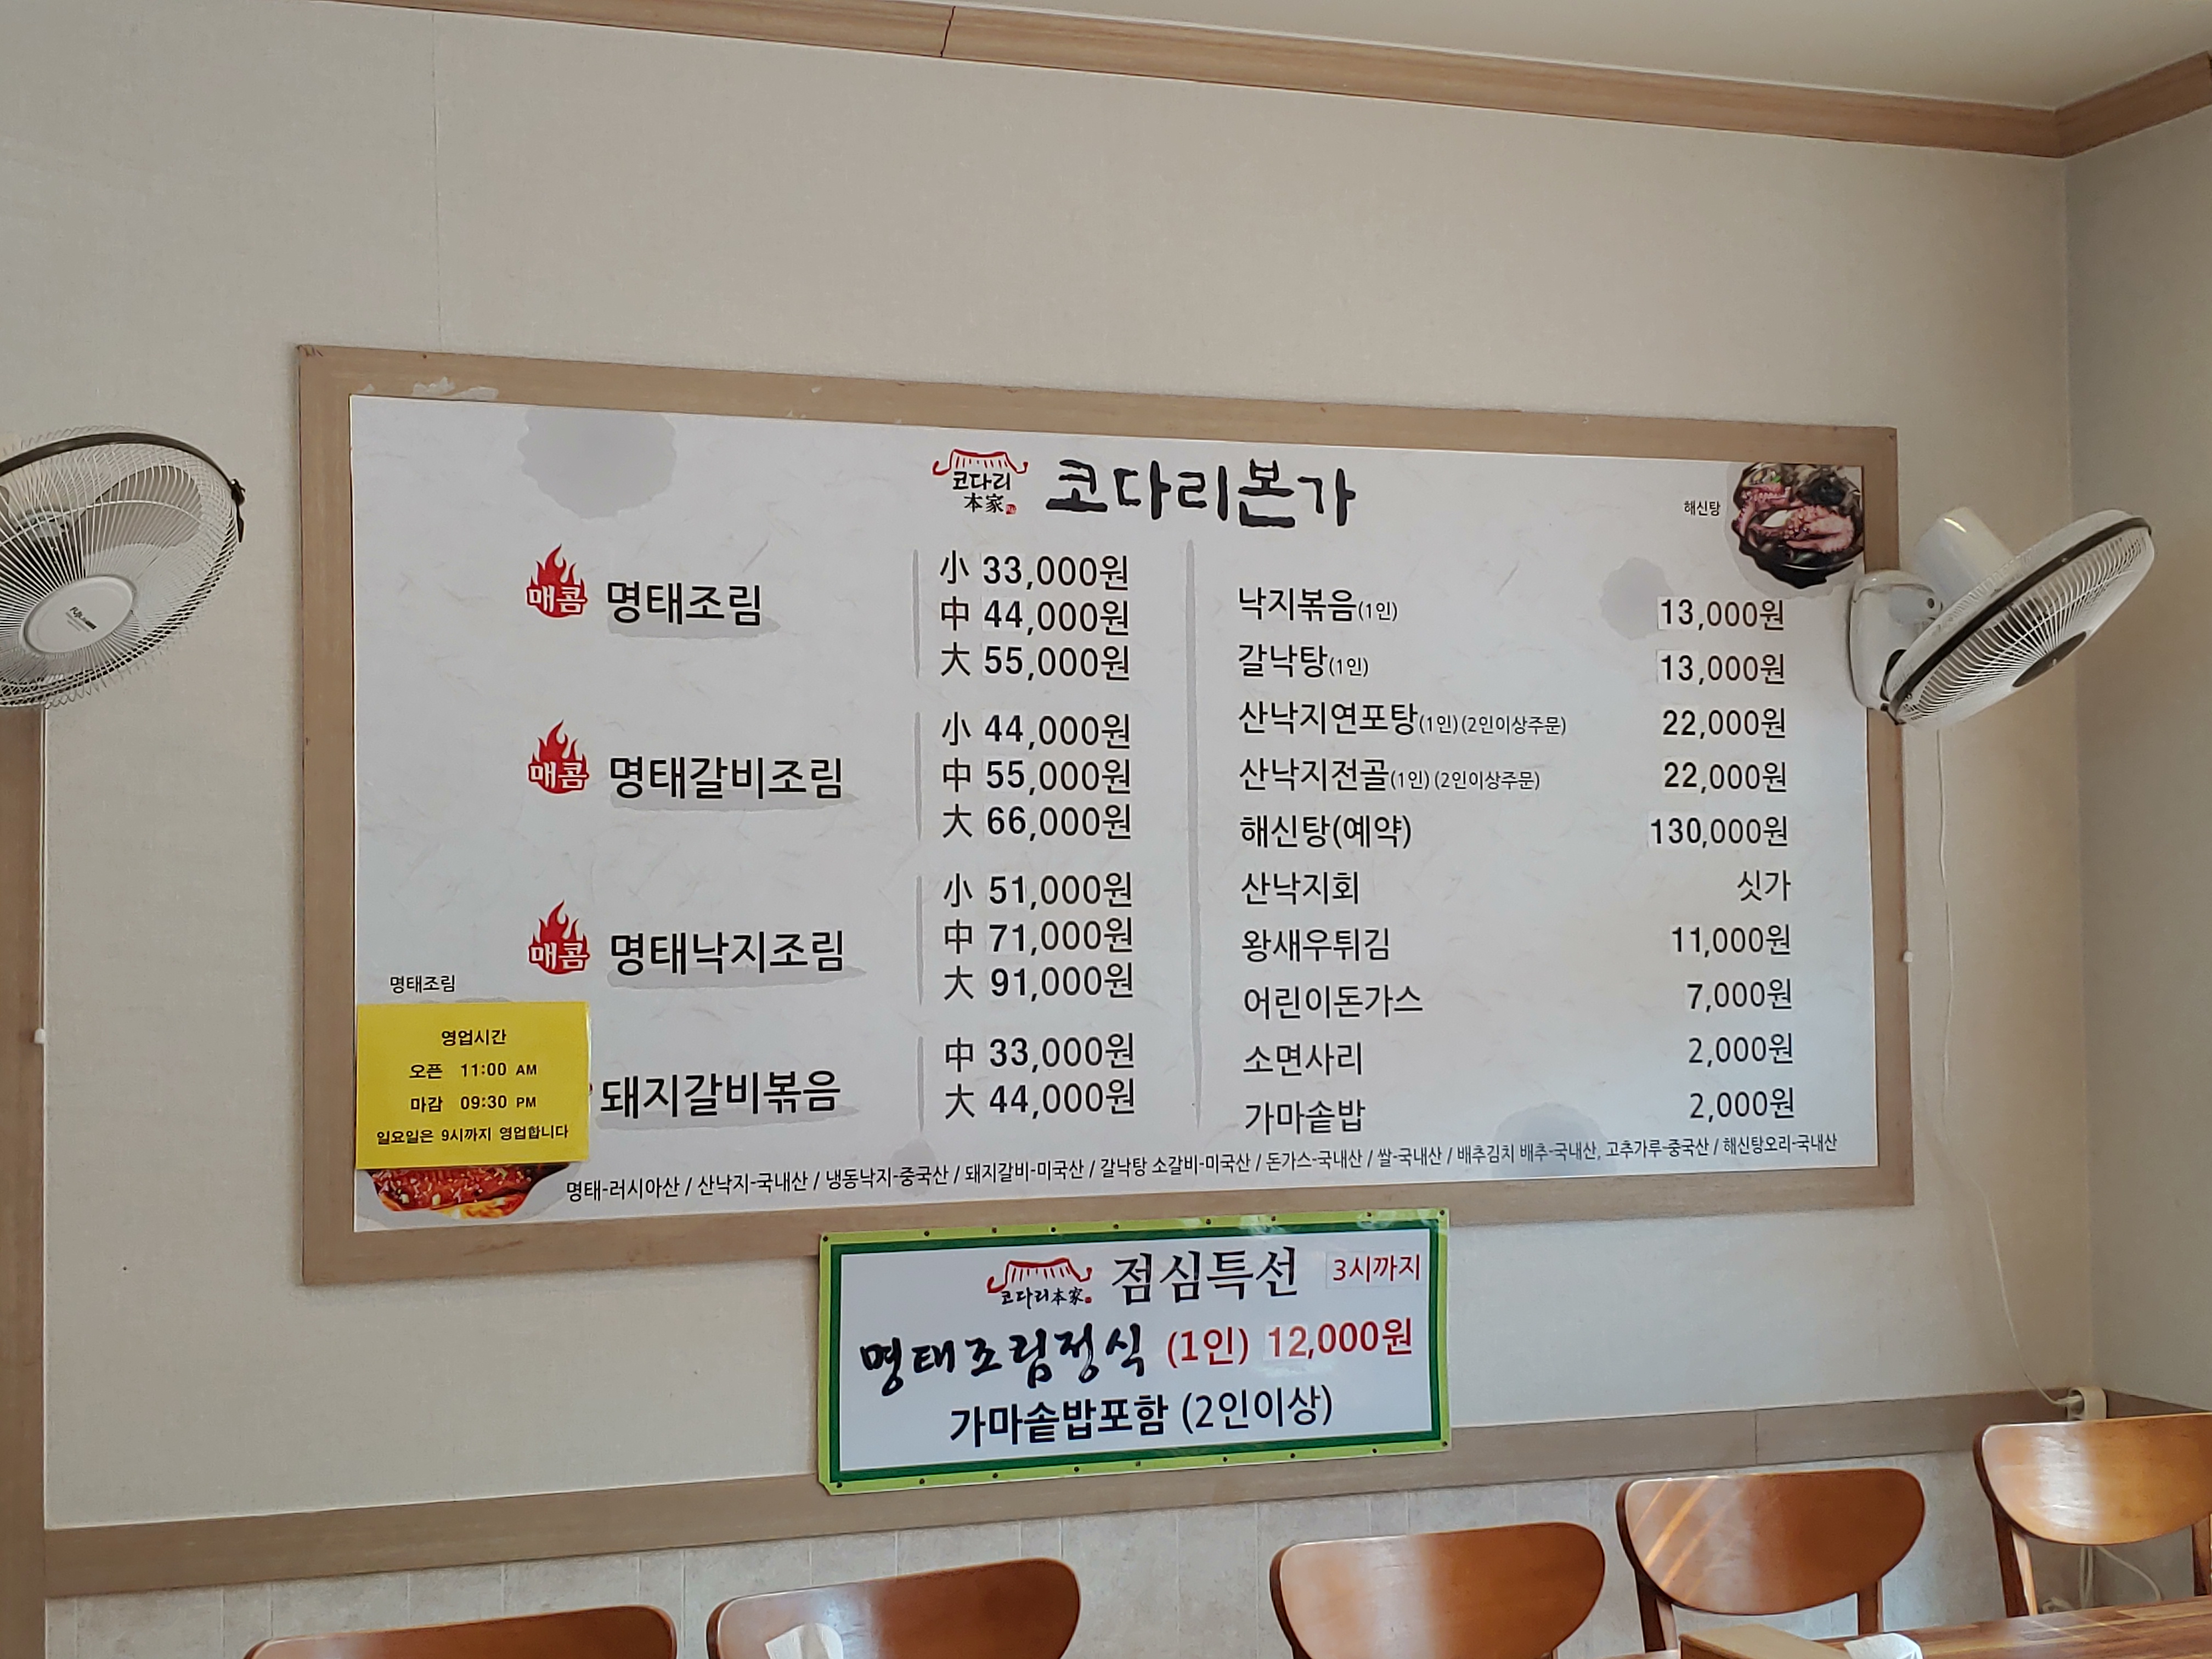 코다리
本家
코다리본가
해신탕
매콤 명태조림
小 33,000원
中 44,000원
大 55,000원
매콤 명태갈비조림
小 44,000원
中 55,000원
大 66,000원
매콤 명태낙지조림
小 51,000원
中 71,000원
大 91,000원
돼지갈비볶음
中 33,000원
大 44,000원
낙지볶음(1인) 13,000원
갈낙탕(1인) 13,000원
산낙지연포탕(1인)(2인이상주문) 22,000원
산낙지전골(1인)(2인이상주문) 22,000원
해신탕(예약) 130,000원
산낙지회 싯가
왕새우튀김 11,000원
어린이돈가스 7,000원
소면사리 2,000원
가마솥밥 2,000원
명태조림
영업시간
오픈 11:00 AM
마감 09:30 PM
일요일은 9시까지 영업합니다
명태-러시아산 / 산낙지-국내산 / 냉동낙지-중국산 / 돼지갈비-미국산 / 갈낙탕 소갈비-미국산 / 돈가스-국내산 / 쌀-국내산 / 배추김치 배추-국내산, 고추가루-중국산 / 해신탕오리-국내산
코다리本家 점심특선 3시까지
명태조림정식 (1인) 12,000원
가마솥밥포함 (2인이상)